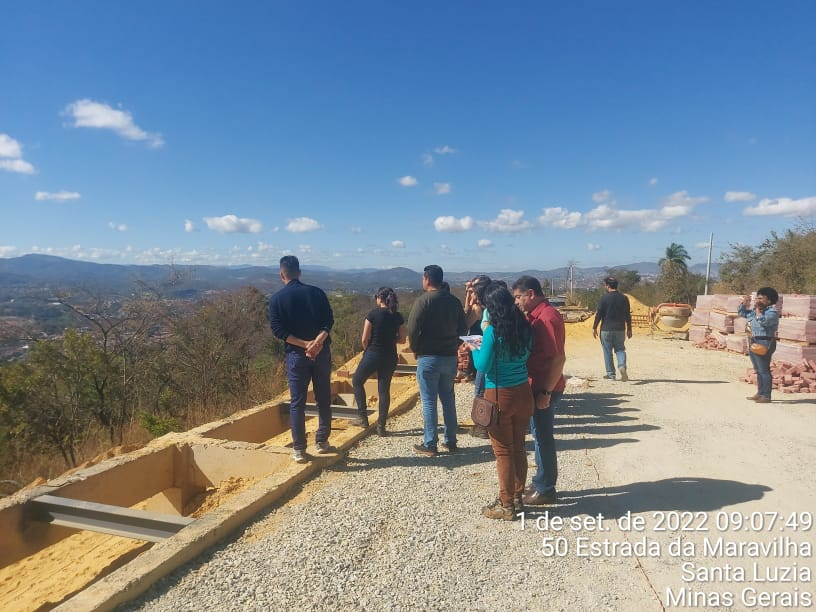 1 de set. de 2022 09:07:49
50 Estrada da Maravilha
Santa Luzia
Minas Gerais